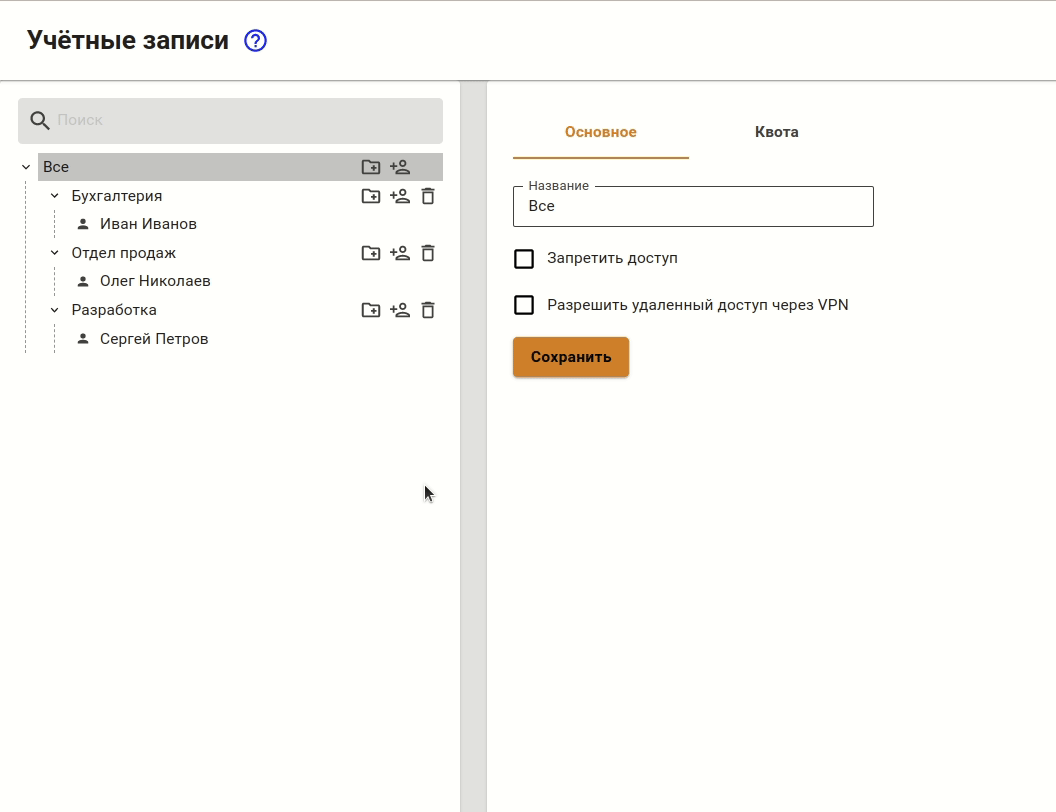 Учётные записи
Поиск
Все
Бухгалтерия
Иван Иванов
Отдел продаж
Олег Николаев
Разработка
Сергей Петров
Основное
Квота
Название
Все
Запретить доступ
Разрешить удаленный доступ через VPN
Сохранить